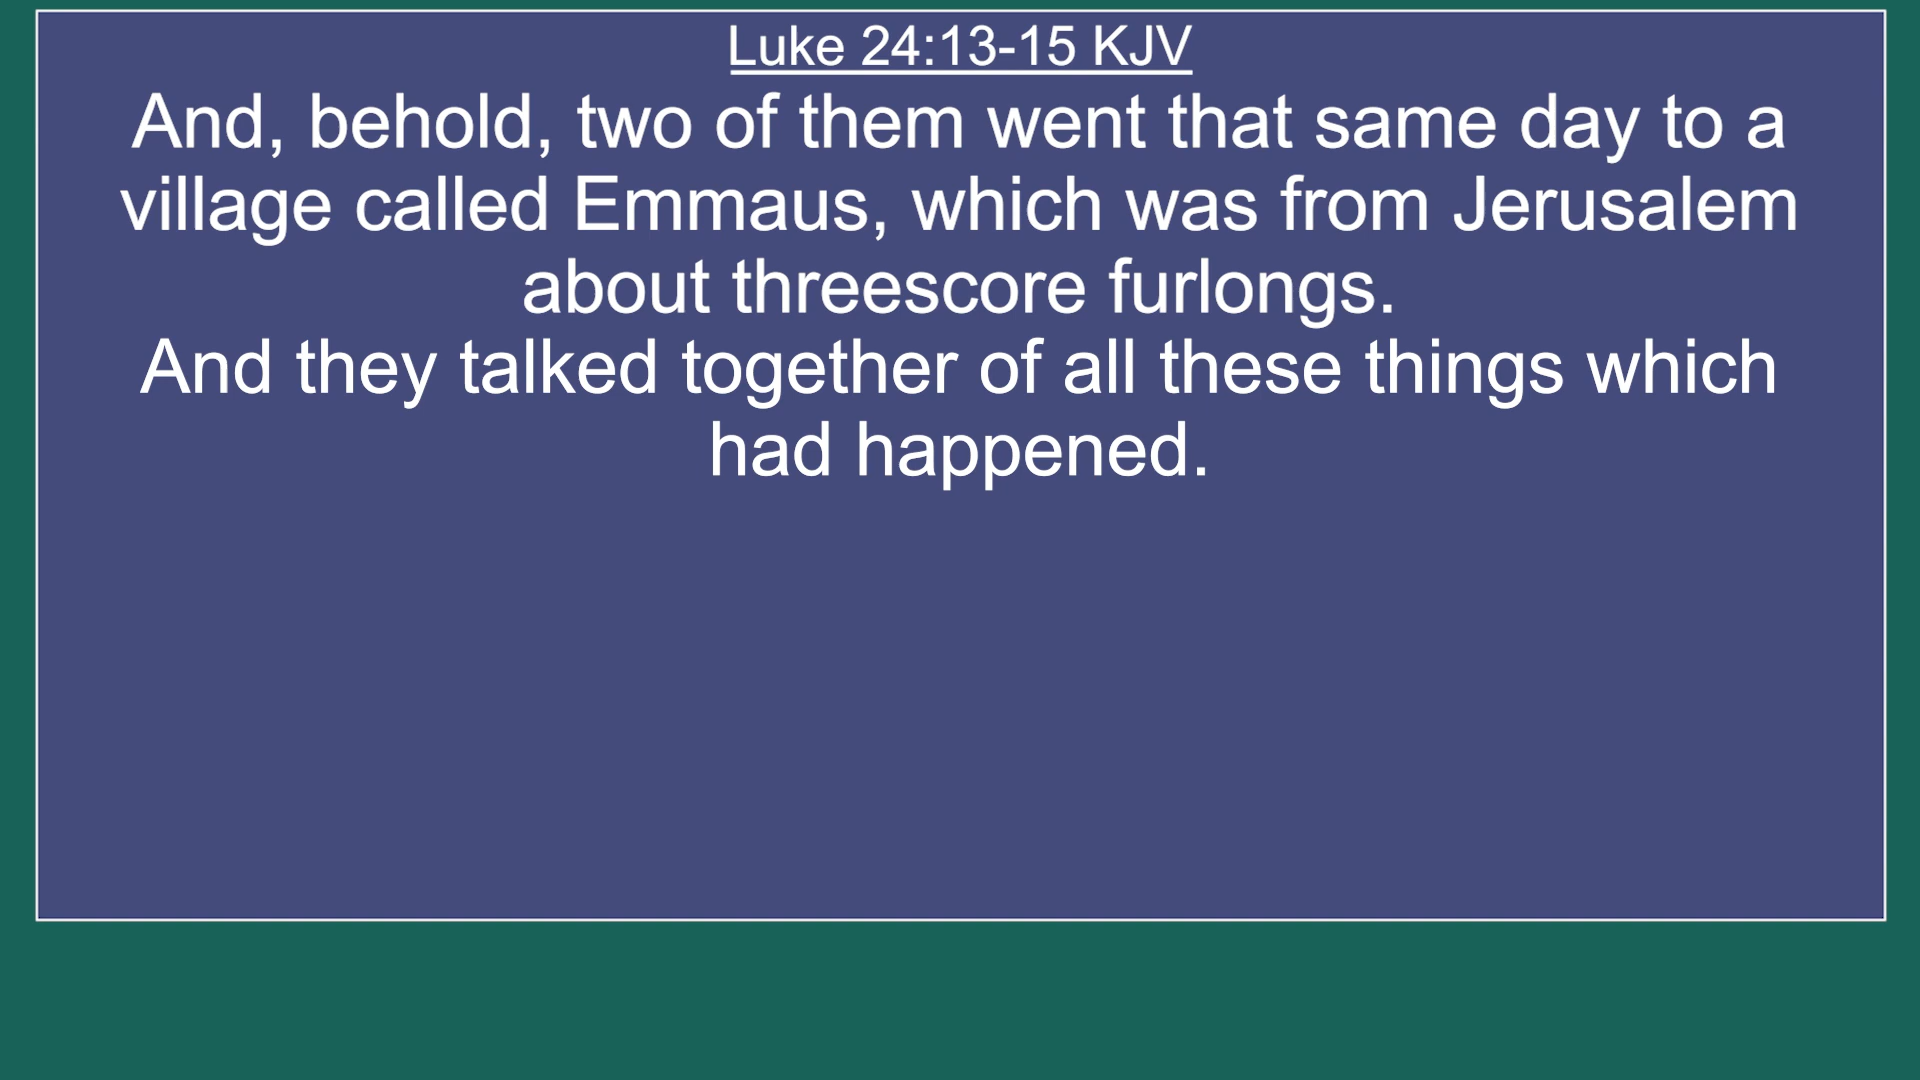 Luke 24:13-15 KJV
And, behold, two of them went that same day to a
village called Emmaus, which was from Jerusalem
about threescore furlongs.
And they talked together of all these things which
had happened.